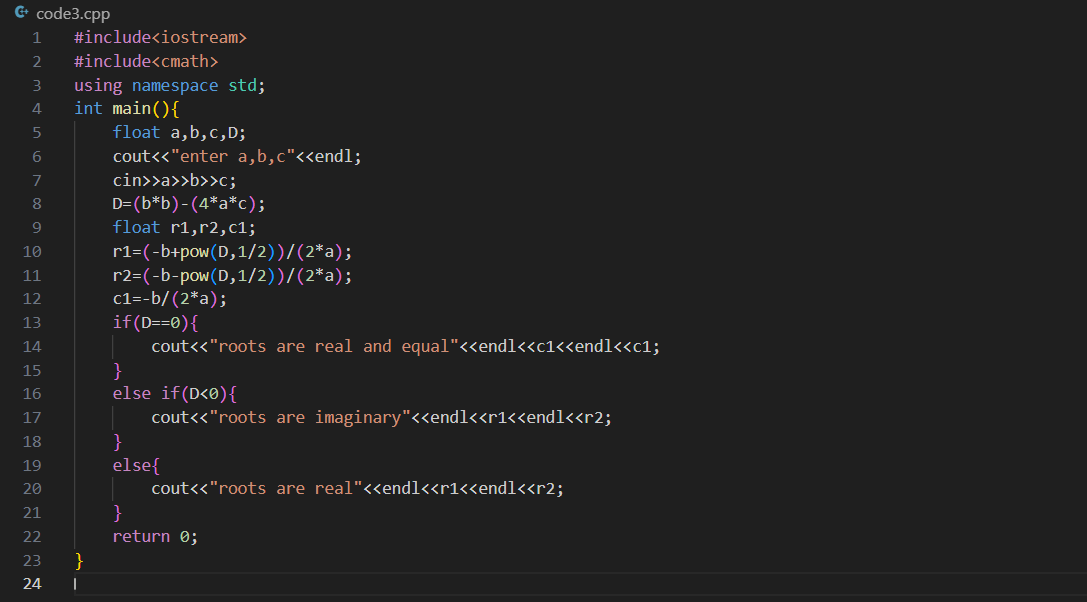 code3.cpp
1 #include<iostream>
2 #include<cmath>
3 using namespace std;
4 int main(){
5     float a,b,c,D;
6     cout<<"enter a,b,c"<<endl;
7     cin>>a>>b>>c;
8     D=(b*b)-(4*a*c);
9     float r1,r2,c1;
10     r1=(-b+pow(D,1/2))/(2*a);
11     r2=(-b-pow(D,1/2))/(2*a);
12     c1=-b/(2*a);
13     if(D==0){
14         cout<<"roots are real and equal"<<endl<<c1<<endl<<c1;
15     }
16     else if(D<0){
17         cout<<"roots are imaginary"<<endl<<r1<<endl<<r2;
18     }
19     else{
20         cout<<"roots are real"<<endl<<r1<<endl<<r2;
21     }
22     return 0;
23 }
24